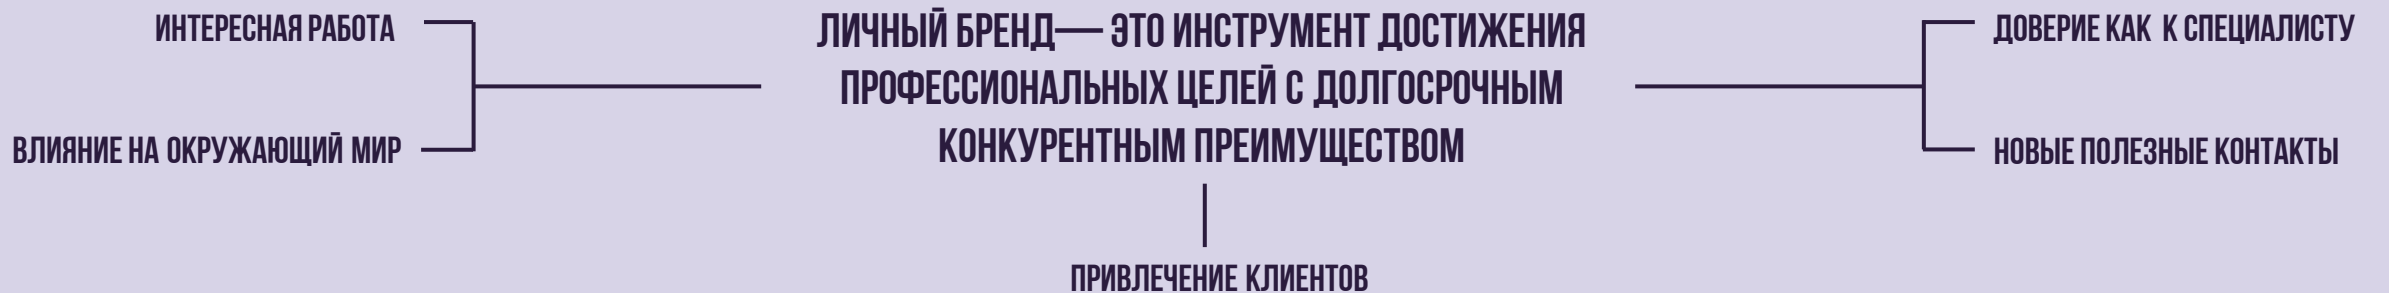 ИНТЕРЕСНАЯ РАБОТА
ВЛИЯНИЕ НА ОКРУЖАЮЩИЙ МИР
ЛИЧНЫЙ БРЕНД— ЭТО ИНСТРУМЕНТ ДОСТИЖЕНИЯ
ПРОФЕССИОНАЛЬНЫХ ЦЕЛЕЙ С ДОЛГОСРОЧНЫМ
КОНКУРЕНТНЫМ ПРЕИМУЩЕСТВОМ
ПРИВЛЕЧЕНИЕ КЛИЕНТОВ
ДОВЕРИЕ КАК К СПЕЦИАЛИСТУ
НОВЫЕ ПОЛЕЗНЫЕ КОНТАКТЫ